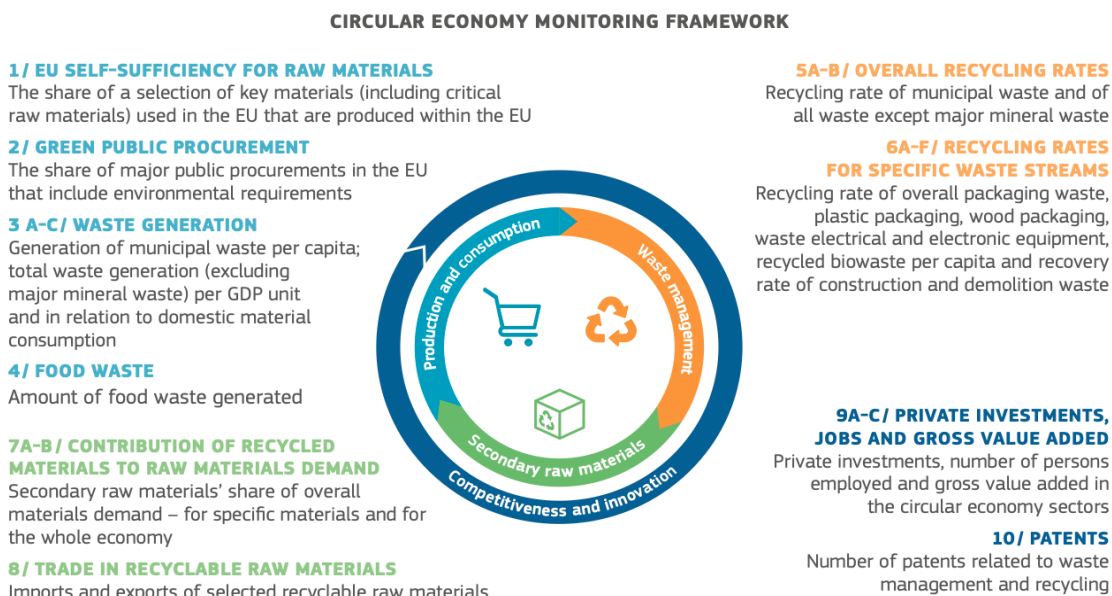 CIRCULAR ECONOMY MONITORING FRAMEWORK
1/ EU SELF-SUFFICIENCY FOR RAW MATERIALS
The share of a selection of key materials (including critical
raw materials) used in the EU that are produced within the EU
2/ GREEN PUBLIC PROCUREMENT
The share of major public procurements in the EU
that include environmental requirements
3 A-C/ WASTE GENERATION
Generation of municipal waste per capita;
total waste generation (excluding
major mineral waste) per GDP unit
and in relation to domestic material
consumption
4/ FOOD WASTE
Amount of food waste generated
7A-B/ CONTRIBUTION OF RECYCLED
MATERIALS TO RAW MATERIALS DEMAND
Secondary raw materials’ share of overall
materials demand – for specific materials and for
the whole economy
8/ TRADE IN RECYCLABLE RAW MATERIALS
Imports and exports of selected recyclable raw materials
Production and consumption
Waste management
Secondary raw materials
Competitiveness and innovation
5A-B/ OVERALL RECYCLING RATES
Recycling rate of municipal waste and of
all waste except major mineral waste
6A-F/ RECYCLING RATES
FOR SPECIFIC WASTE STREAMS
Recycling rate of overall packaging waste,
plastic packaging, wood packaging,
waste electrical and electronic equipment,
recycled biowaste per capita and recovery
rate of construction and demolition waste
9A-C/ PRIVATE INVESTMENTS,
JOBS AND GROSS VALUE ADDED
Private investments, number of persons
employed and gross value added in
the circular economy sectors
10/ PATENTS
Number of patents related to waste
management and recycling